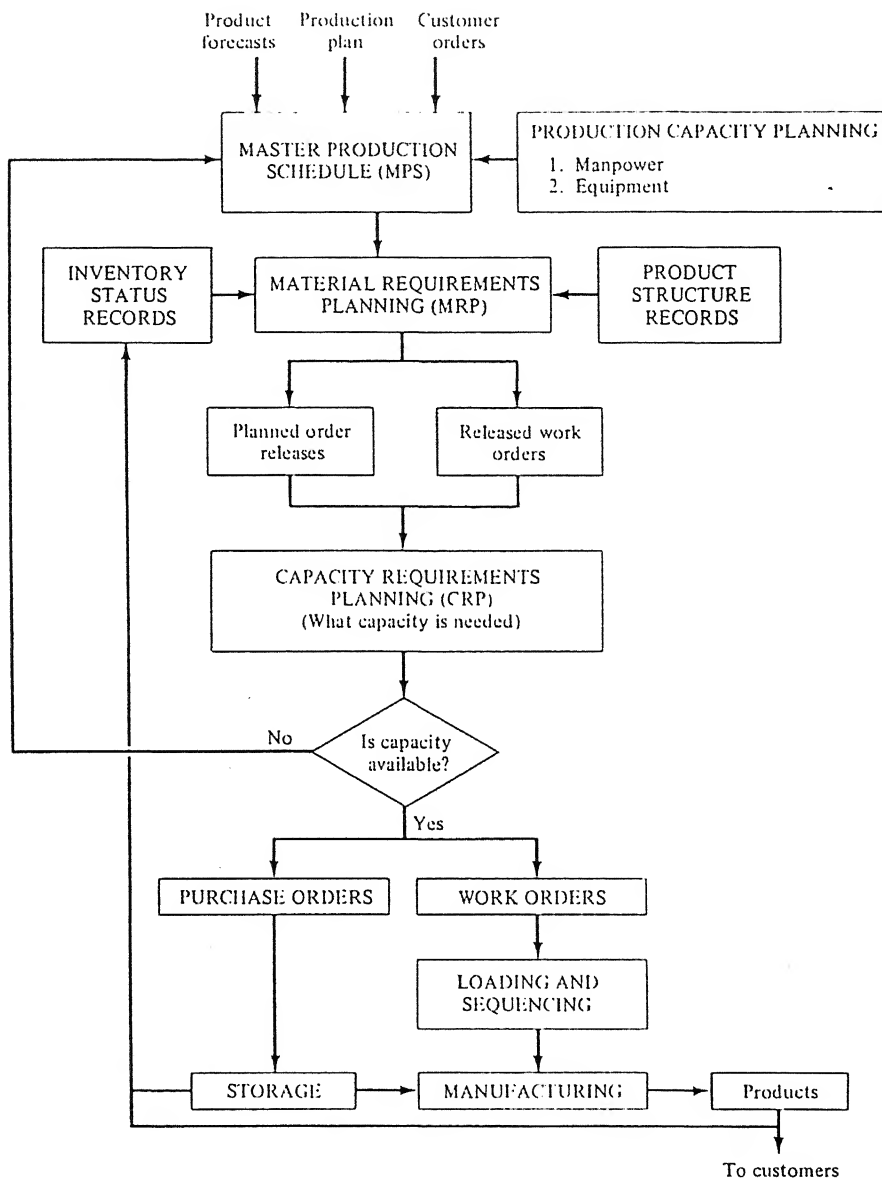 Product
forecasts
Production
plan
Customer
orders
MASTER PRODUCTION
SCHEDULE (MPS)
PRODUCTION CAPACITY PLANNING
1. Manpower
2. Equipment
INVENTORY
STATUS
RECORDS
MATERIAL REQUIREMENTS
PLANNING (MRP)
PRODUCT
STRUCTURE
RECORDS
Planned order
releases
Released work
orders
CAPACITY REQUIREMENTS
PLANNING (CRP)
(What capacity is needed)
No
Is capacity
available?
Yes
PURCHASE ORDERS
WORK ORDERS
LOADING AND
SEQUENCING
STORAGE
MANUFACTURING
Products
To customers